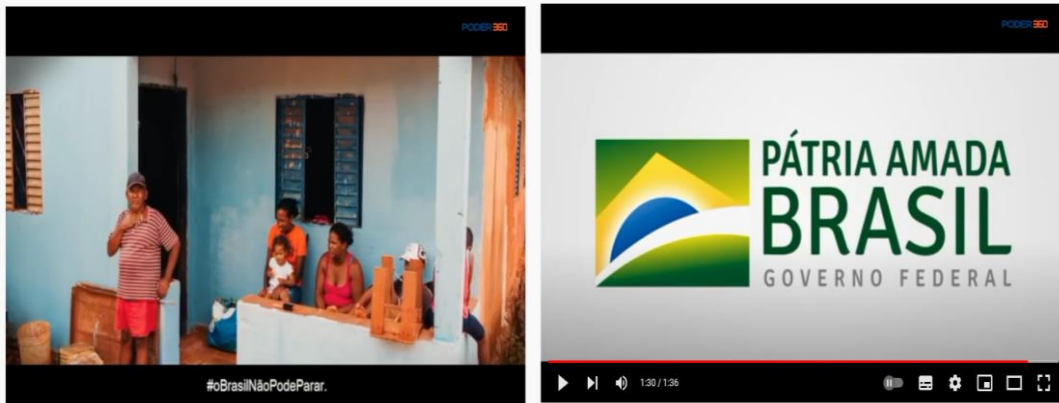 PODER360
#oBrasilNãoPodeParar.
PODER360
PÁTRIA AMADA
BRASIL
GOVERNO FEDERAL
1:30 / 1:36